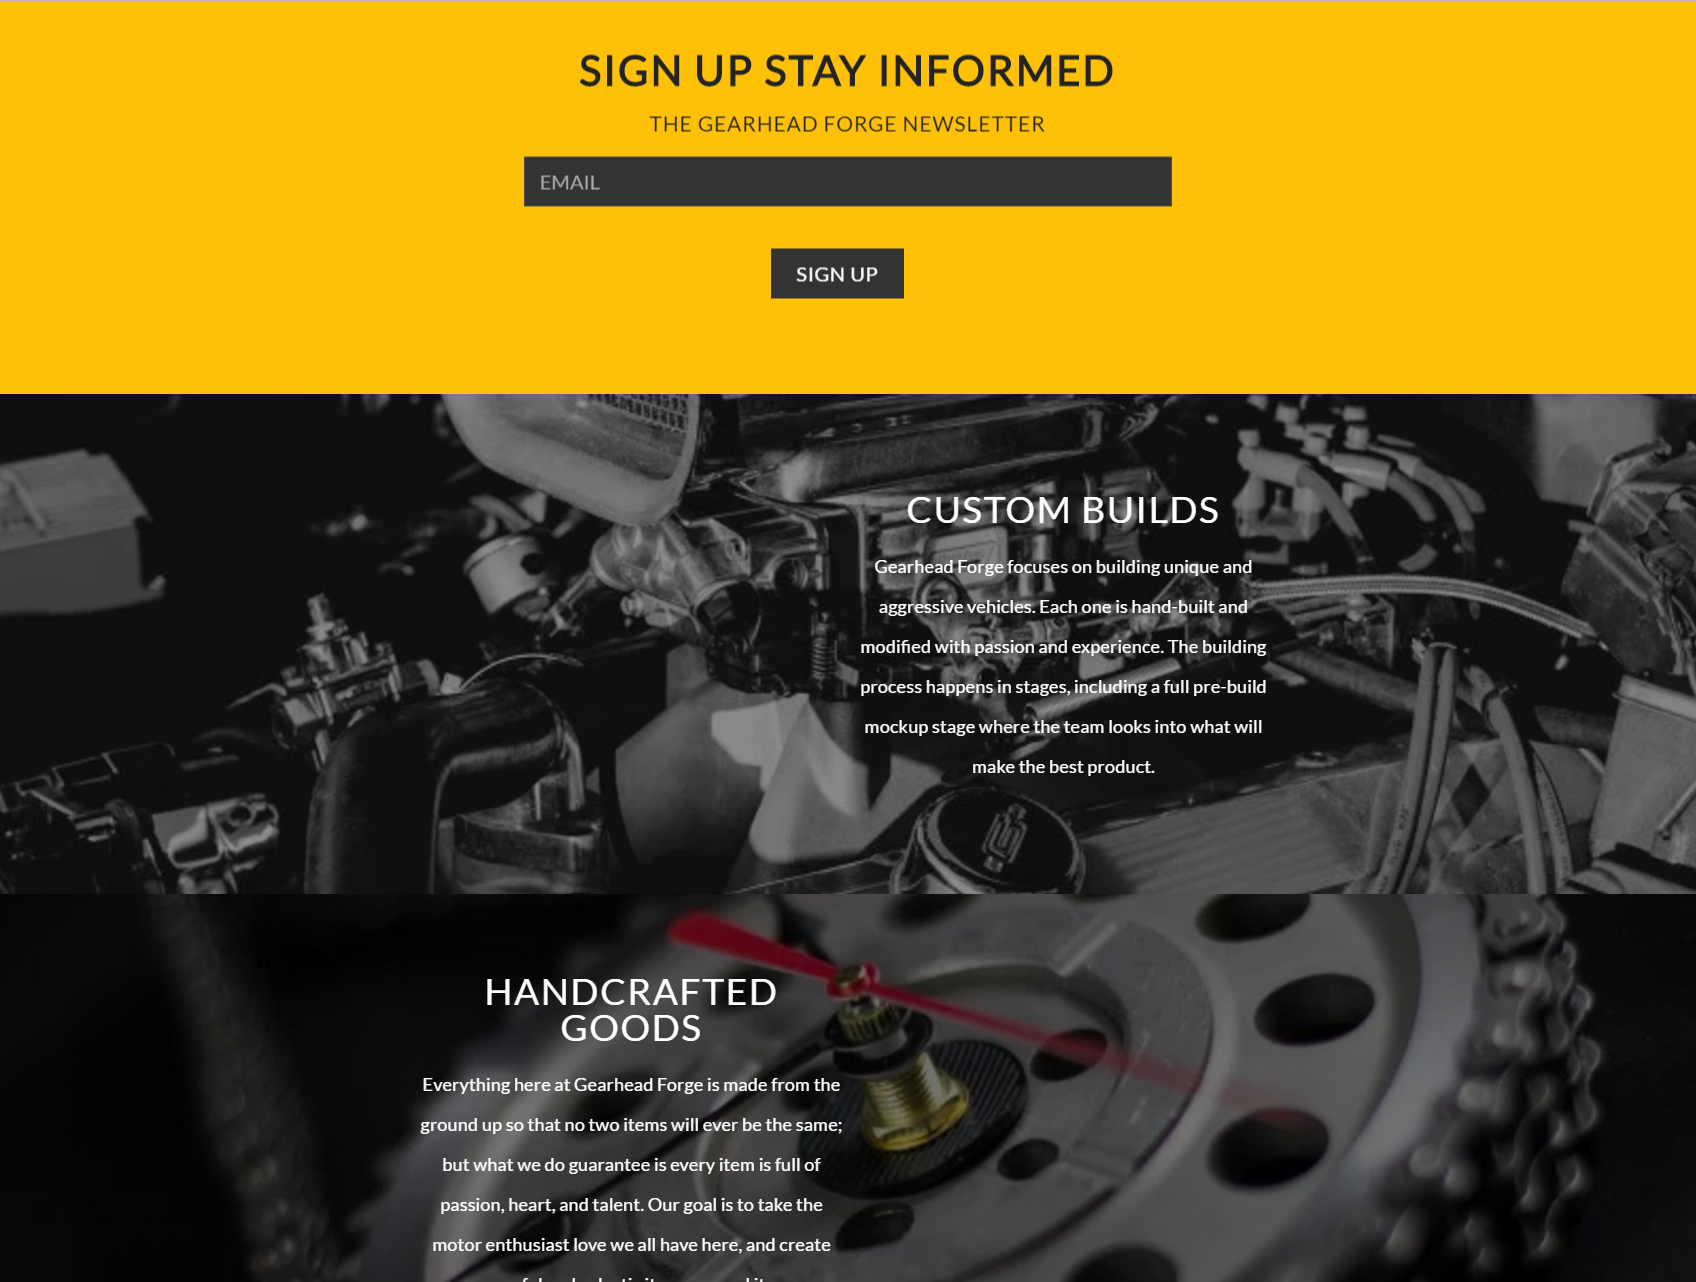 SIGN UP STAY INFORMED
THE GEARHEAD FORGE NEWSLETTER
EMAIL
SIGN UP
CUSTOM BUILDS
Gearhead Forge focuses on building unique and
aggressive vehicles. Each one is hand-built and
modified with passion and experience. The building
process happens in stages, including a full pre-build
mockup stage where the team looks into what will
make the best product.
HANDCRAFTED
GOODS
Everything here at Gearhead Forge is made from the
ground up so that no two items will ever be the same;
but what we do guarantee is every item is full of
passion, heart, and talent. Our goal is to take the
motor enthusiast love we all have here, and create